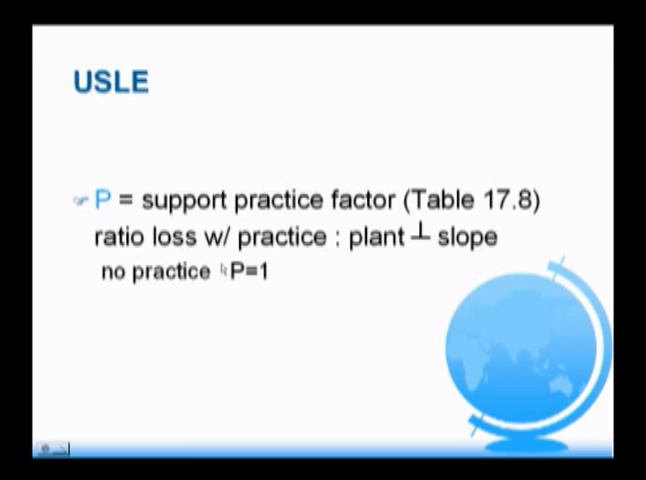 USLE
P = support practice factor (Table 17.8)
ratio loss w/ practice : plant ⊥ slope
no practice P=1